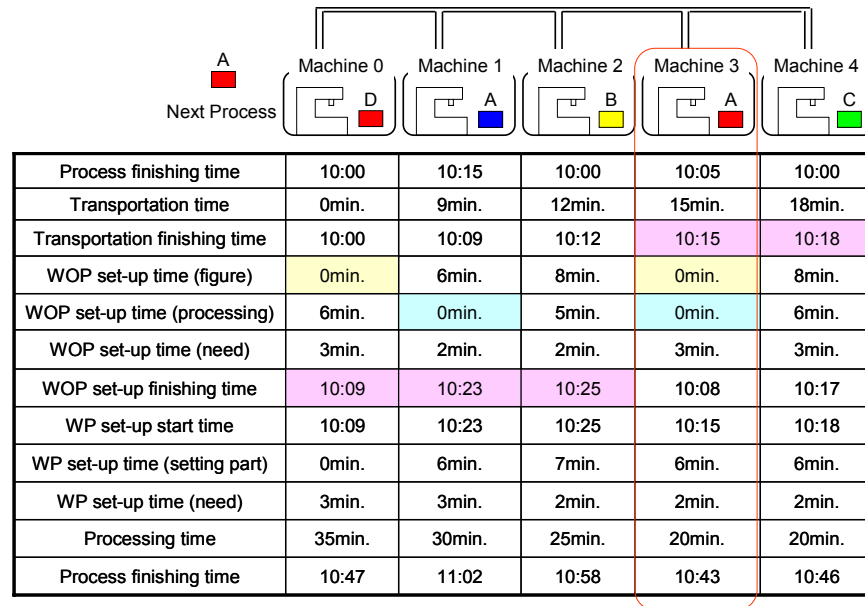 A
Next Process
Machine 0 Machine 1 Machine 2 Machine 3 Machine 4
D A B A C
Process finishing time 10:00 10:15 10:00 10:05 10:00
Transportation time 0min. 9min. 12min. 15min. 18min.
Transportation finishing time 10:00 10:09 10:12 10:15 10:18
WOP set-up time (figure) 0min. 6min. 8min. 0min. 8min.
WOP set-up time (processing) 6min. 0min. 5min. 0min. 6min.
WOP set-up time (need) 3min. 2min. 2min. 3min. 3min.
WOP set-up finishing time 10:09 10:23 10:25 10:08 10:17
WP set-up start time 10:09 10:23 10:25 10:15 10:18
WP set-up time (setting part) 0min. 6min. 7min. 6min. 6min.
WP set-up time (need) 3min. 3min. 2min. 2min. 2min.
Processing time 35min. 30min. 25min. 20min. 20min.
Process finishing time 10:47 11:02 10:58 10:43 10:46